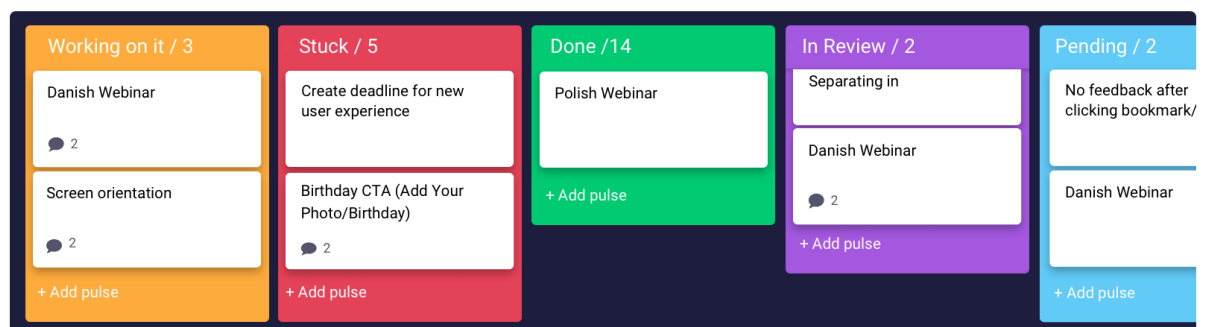 Working on it / 3
Danish Webinar
2
Screen orientation
2
+ Add pulse
Stuck / 5
Create deadline for new
user experience
Birthday CTA (Add Your
Photo/Birthday)
2
+ Add pulse
Done /14
Polish Webinar
+ Add pulse
In Review / 2
Separating in
Danish Webinar
2
+ Add pulse
Pending / 2
No feedback after
clicking bookmark/
Danish Webinar
+ Add pulse